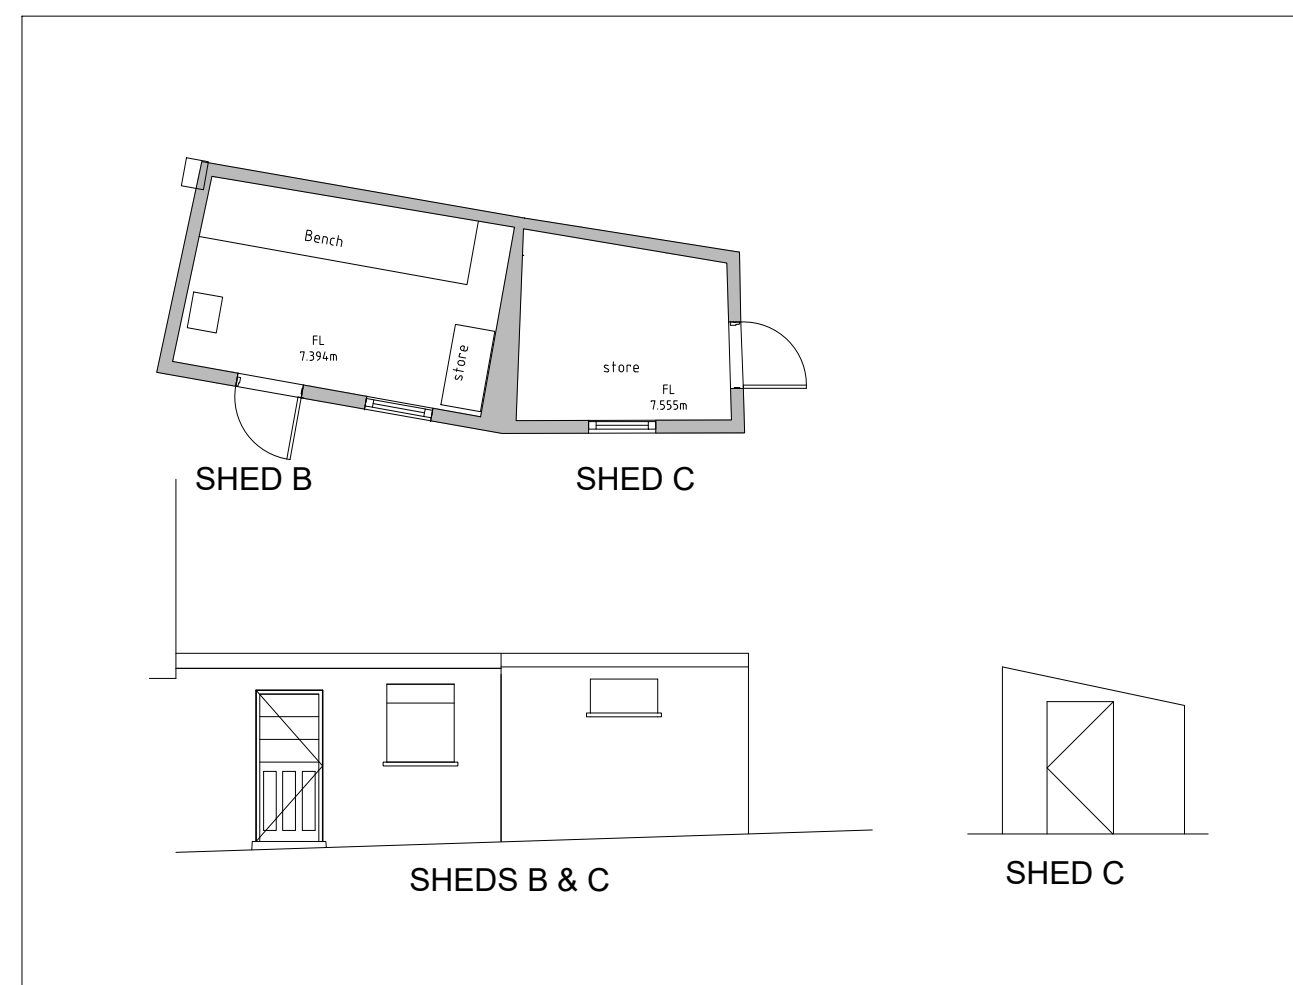 Bench
FL
7.394m
store
store
FL
7.555m
SHED B
SHED C
SHEDS B & C
SHED C